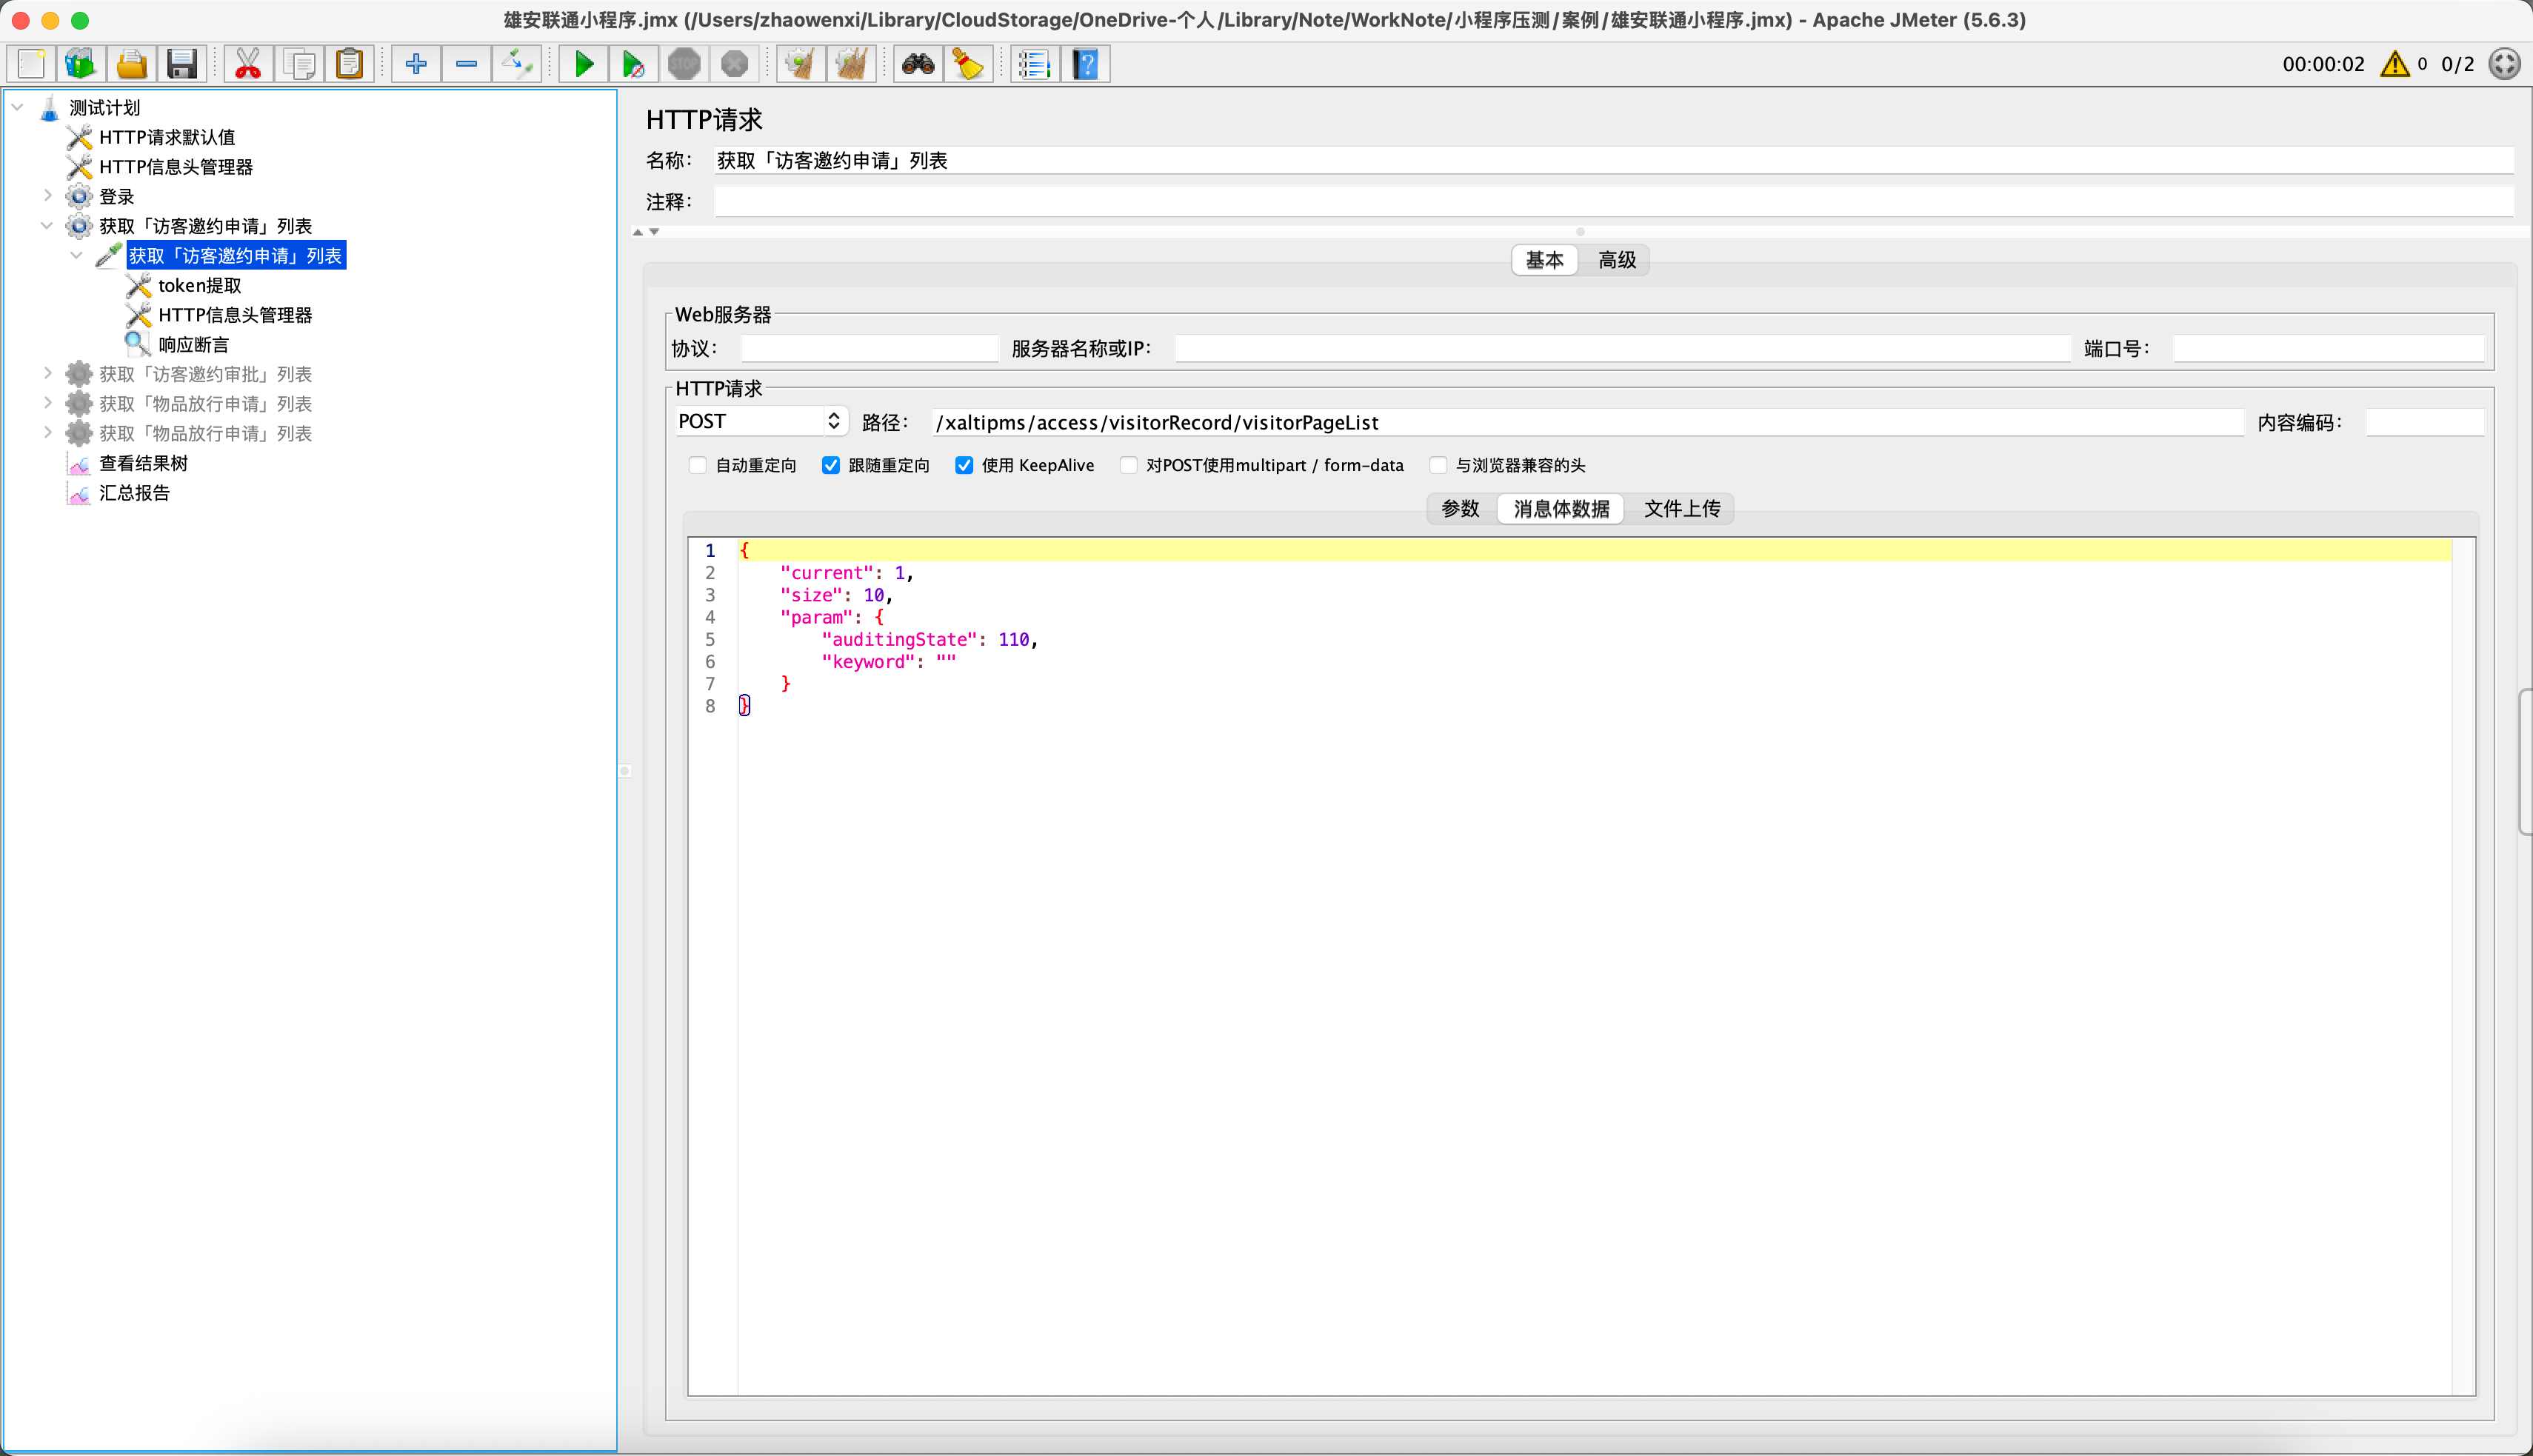 雄安联通小程序.jmx (/Users/zhaowenxi/Library/CloudStorage/OneDrive-个人/Library/Note/WorkNote/小程序压测/案例/雄安联通小程序.jmx) - Apache JMeter (5.6.3)
STOP
00:00:02 0 0/2
测试计划
HTTP请求默认值
HTTP信息头管理器
登录
获取「访客邀约申请」列表
获取「访客邀约申请」列表
token提取
HTTP信息头管理器
响应断言
获取「访客邀约审批」列表
获取「物品放行申请」列表
获取「物品放行申请」列表
查看结果树
汇总报告
HTTP请求
名称： 获取「访客邀约申请」列表
注释：
基本 高级
Web服务器
协议： 服务器名称或IP： 端口号：
HTTP请求
POST 路径： /xaltipms/access/visitorRecord/visitorPageList 内容编码：
自动重定向 跟随重定向 使用 KeepAlive 对POST使用multipart / form-data 与浏览器兼容的头
参数 消息体数据 文件上传
1 {
2     "current": 1,
3     "size": 10,
4     "param": {
5         "auditingState": 110,
6         "keyword": ""
7     }
8 }